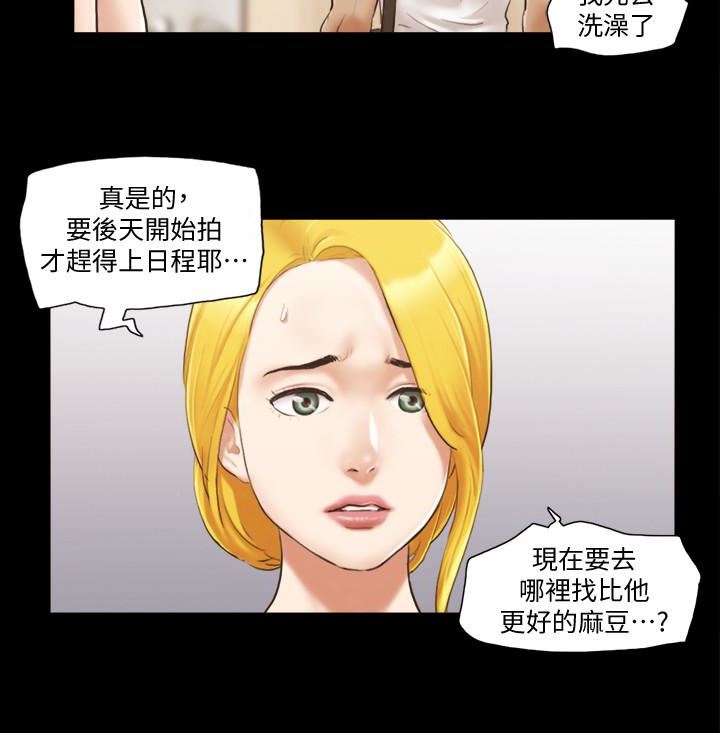 洗澡了
真是的，
要後天開始拍
才趕得上日程耶…
現在要去
哪裡找比他
更好的麻豆…?